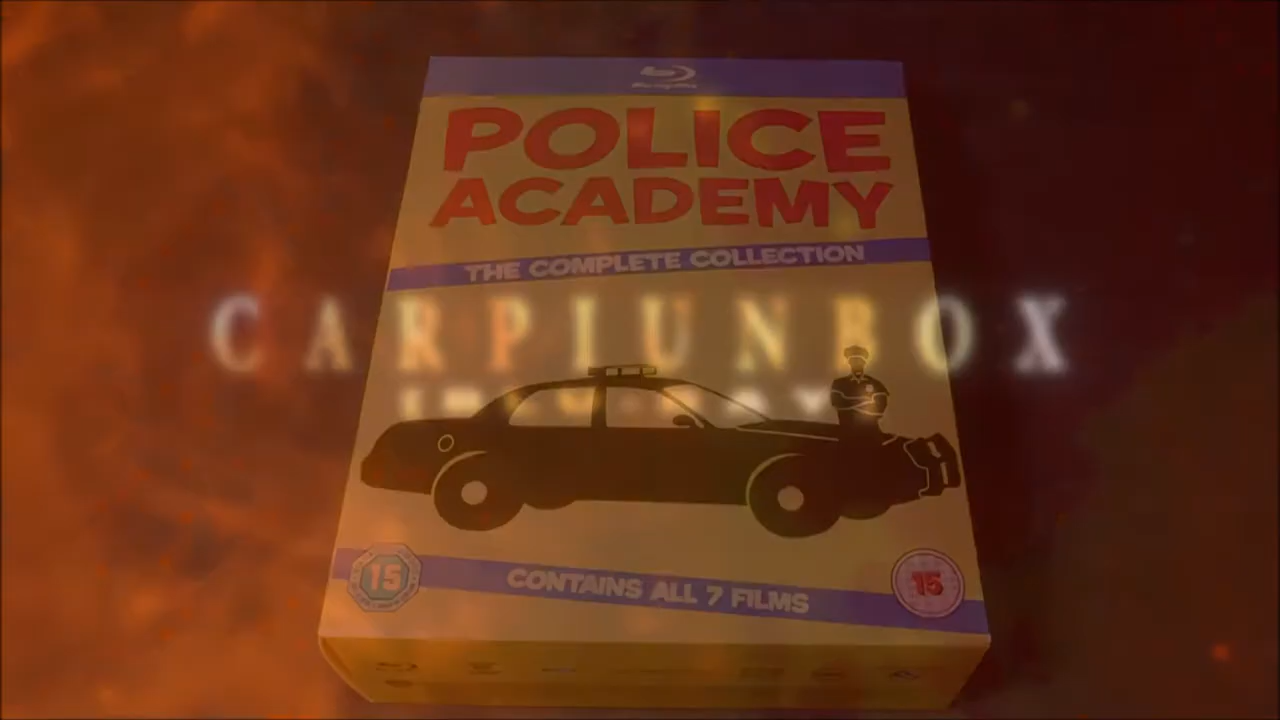 POLICE
ACADEMY
THE COMPLETE COLLECTION
CARPIUNBOX
15
CONTAINS ALL 7 FILMS
15